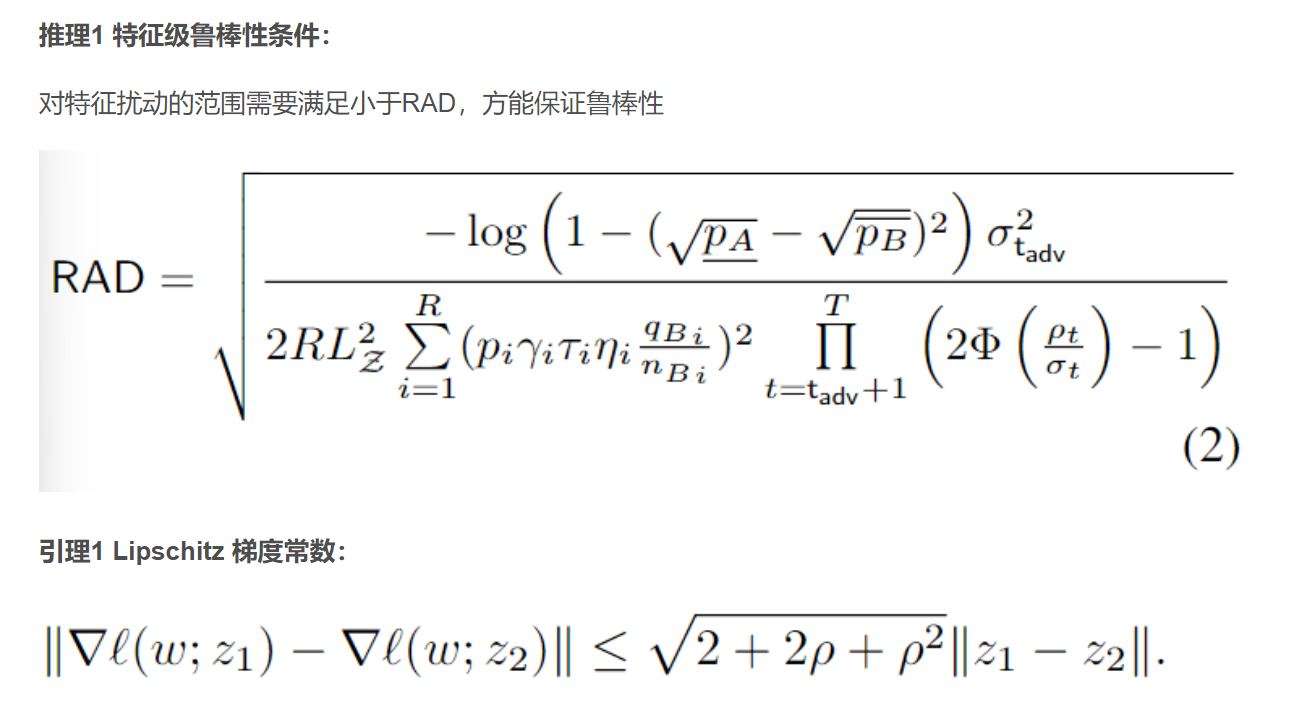 推理1 特征级鲁棒性条件：
对特征扰动的范围需要满足小于RAD，方能保证鲁棒性
RAD = \sqrt{\frac{-\log\left(1-(\sqrt{\underline{p_A}}-\sqrt{\overline{p_B}})^2\right)\sigma_{t_{adv}}^2}{2RL_{\mathcal{Z}}^2\sum_{i=1}^{R}(p_i\gamma_i\tau_i\eta_i\frac{q_{B_i}}{n_{B_i}})^2\prod_{t=t_{adv}+1}^{T}\left(2\Phi\left(\frac{\rho_t}{\sigma_t}\right)-1\right)}}
(2)
引理1 Lipschitz 梯度常数：
\|\nabla\ell(w;z_1)-\nabla\ell(w;z_2)\| \leq \sqrt{2+2\rho+\rho^2}\|z_1-z_2\|.